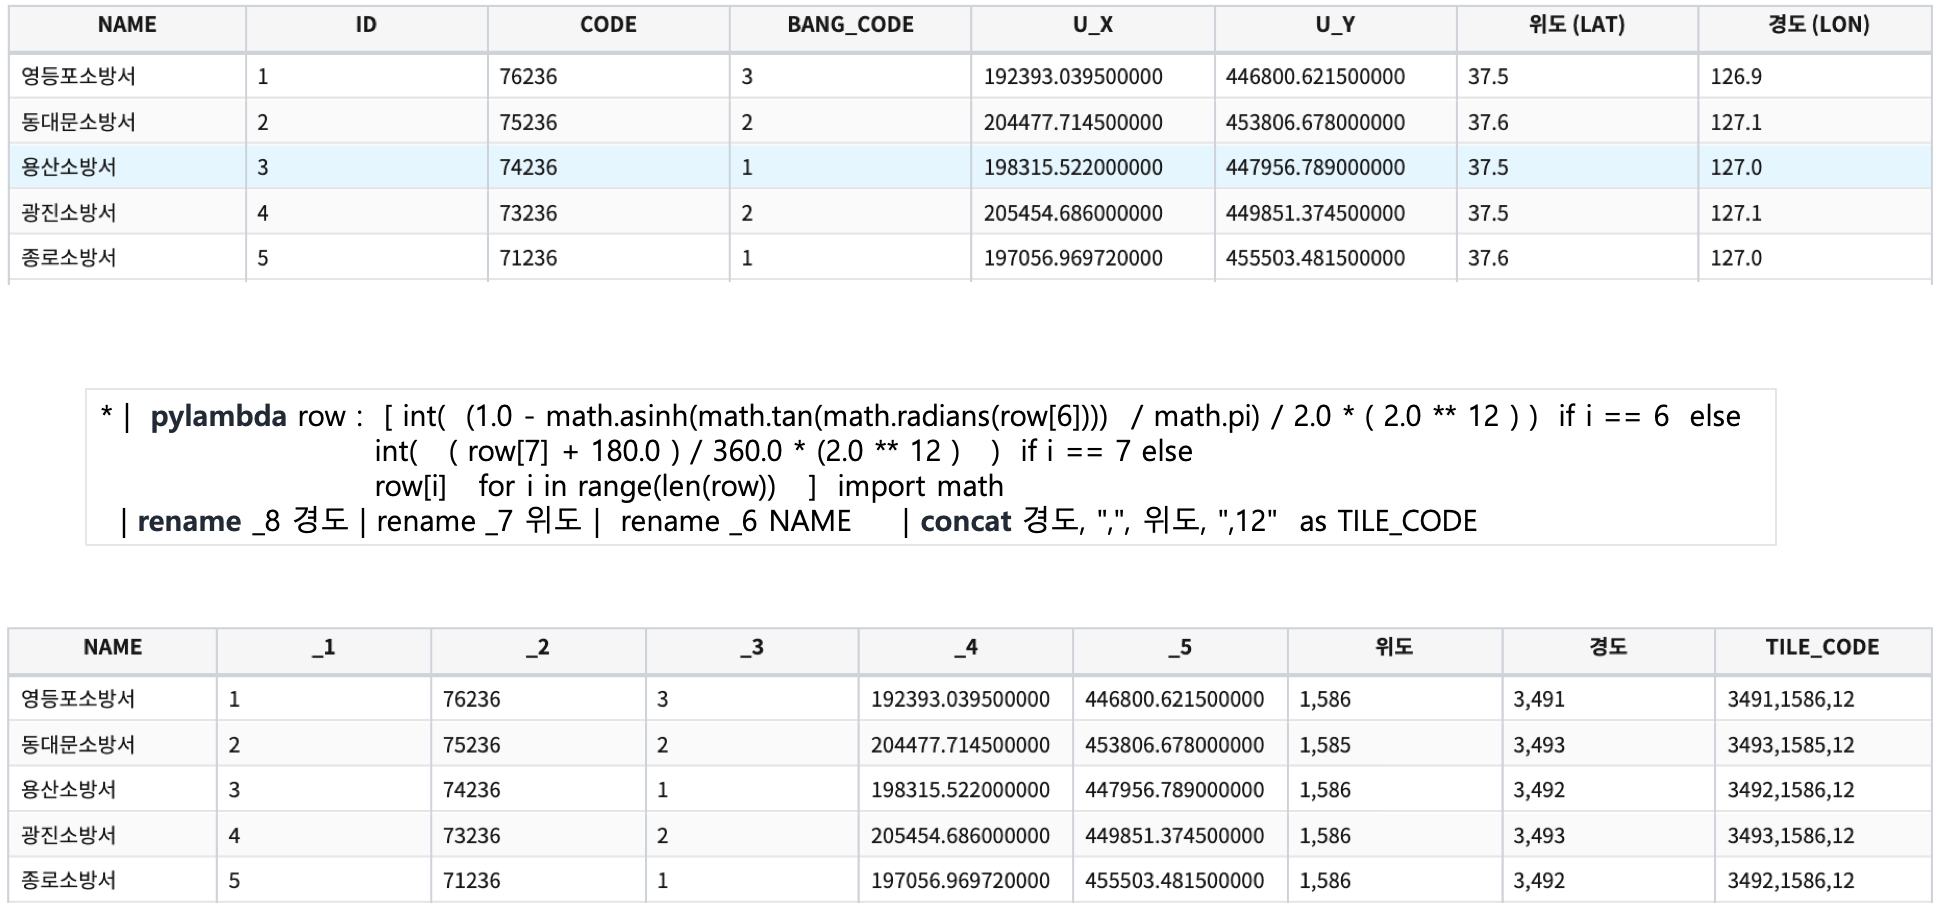 NAME ID CODE BANG_CODE U_X U_Y 위도 (LAT) 경도 (LON)
영등포소방서 1 76236 3 192393.039500000 446800.621500000 37.5 126.9
동대문소방서 2 75236 2 204477.714500000 453806.678000000 37.6 127.1
용산소방서 3 74236 1 198315.522000000 447956.789000000 37.5 127.0
광진소방서 4 73236 2 205454.686000000 449851.374500000 37.5 127.1
종로소방서 5 71236 1 197056.969720000 455503.481500000 37.6 127.0
* | pylambda row : [ int( (1.0 - math.asinh(math.tan(math.radians(row[6]))) / math.pi) / 2.0 * ( 2.0 ** 12 ) ) if i == 6 else
int( ( row[7] + 180.0 ) / 360.0 * (2.0 ** 12 ) ) if i == 7 else
row[i] for i in range(len(row)) ] import math
| rename _8 경도 | rename _7 위도 | rename _6 NAME | concat 경도, ",", 위도, ",12" as TILE_CODE
NAME _1 _2 _3 _4 _5 위도 경도 TILE_CODE
영등포소방서 1 76236 3 192393.039500000 446800.621500000 1,586 3,491 3491,1586,12
동대문소방서 2 75236 2 204477.714500000 453806.678000000 1,585 3,493 3493,1585,12
용산소방서 3 74236 1 198315.522000000 447956.789000000 1,586 3,492 3492,1586,12
광진소방서 4 73236 2 205454.686000000 449851.374500000 1,586 3,493 3493,1586,12
종로소방서 5 71236 1 197056.969720000 455503.481500000 1,586 3,492 3492,1586,12